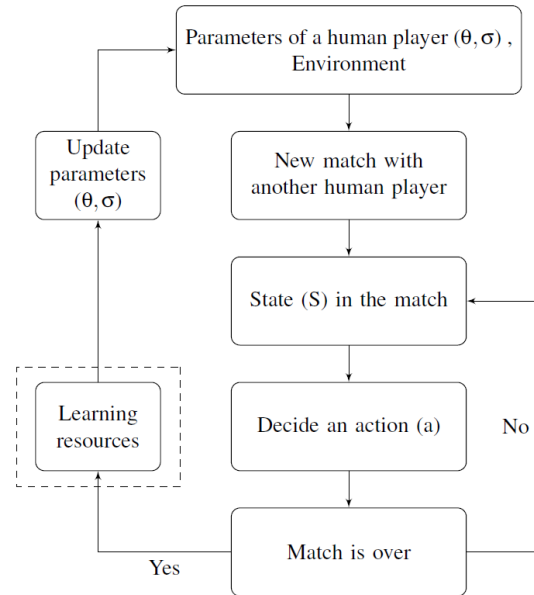 Parameters of a human player (θ, σ) ,
Environment
Update
parameters
(θ, σ)
New match with
another human player
State (S) in the match
Learning
resources
Decide an action (a)
No
Match is over
Yes